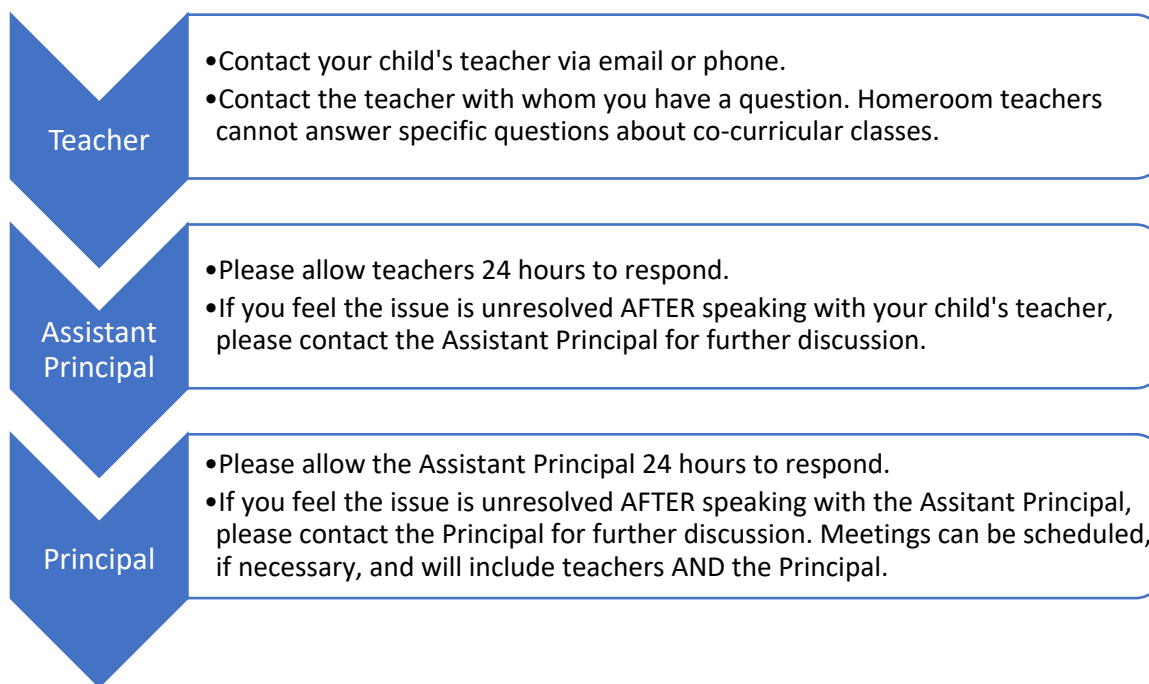 Teacher
•Contact your child's teacher via email or phone.
•Contact the teacher with whom you have a question. Homeroom teachers
cannot answer specific questions about co-curricular classes.
Assistant
Principal
•Please allow teachers 24 hours to respond.
•If you feel the issue is unresolved AFTER speaking with your child's teacher,
please contact the Assistant Principal for further discussion.
Principal
•Please allow the Assistant Principal 24 hours to respond.
•If you feel the issue is unresolved AFTER speaking with the Assitant Principal,
please contact the Principal for further discussion. Meetings can be scheduled,
if necessary, and will include teachers AND the Principal.